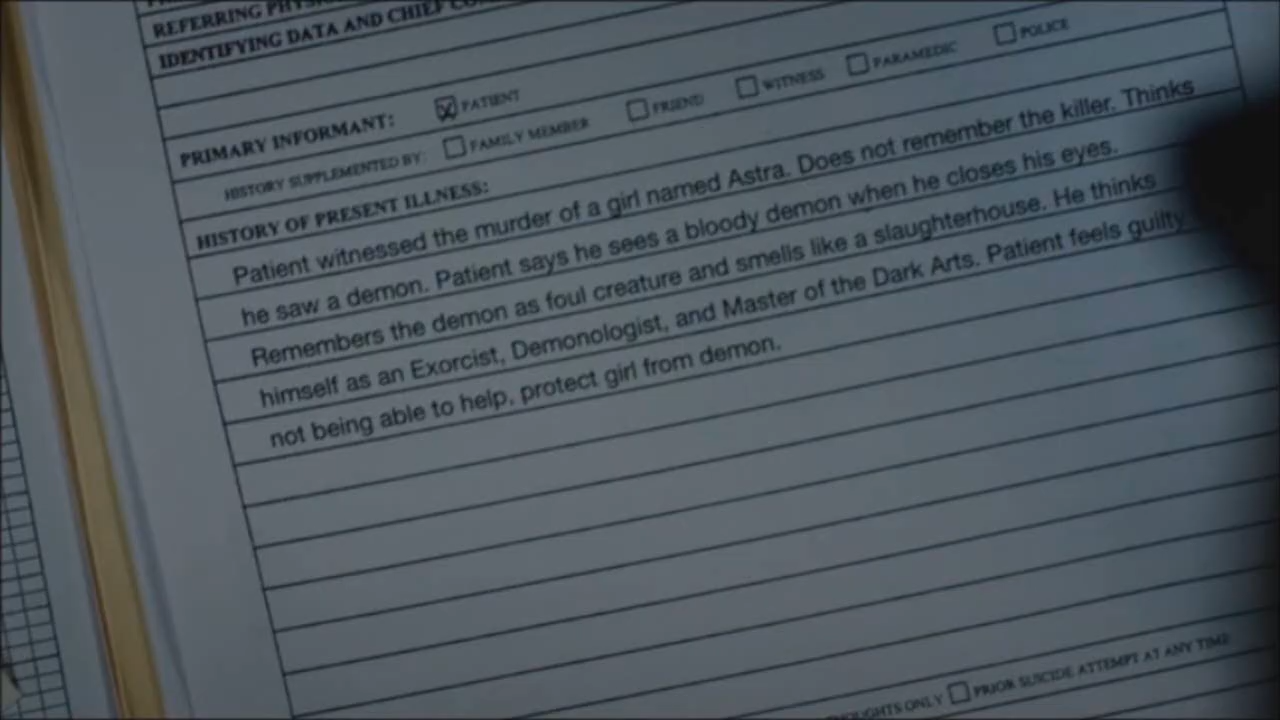 REFERRING
IDENTIFYING DATA AND CHIEF
PRIMARY INFORMANT: PATIENT
HISTORY SUPPLEMENTED BY: FAMILY MEMBER FRIEND WITNESS PARAMEDIC POLICE
HISTORY OF PRESENT ILLNESS:
Patient witnessed the murder of a girl named Astra. Does not remember the killer. Thinks
he saw a demon. Patient says he sees a bloody demon when he closes his eyes.
Remembers the demon as foul creature and smells like a slaughterhouse. He thinks
himself as an Exorcist, Demonologist, and Master of the Dark Arts. Patient feels guilty
not being able to help, protect girl from demon.
ONLY PRIOR SUICIDE ATTEMPT AT ANY TIME